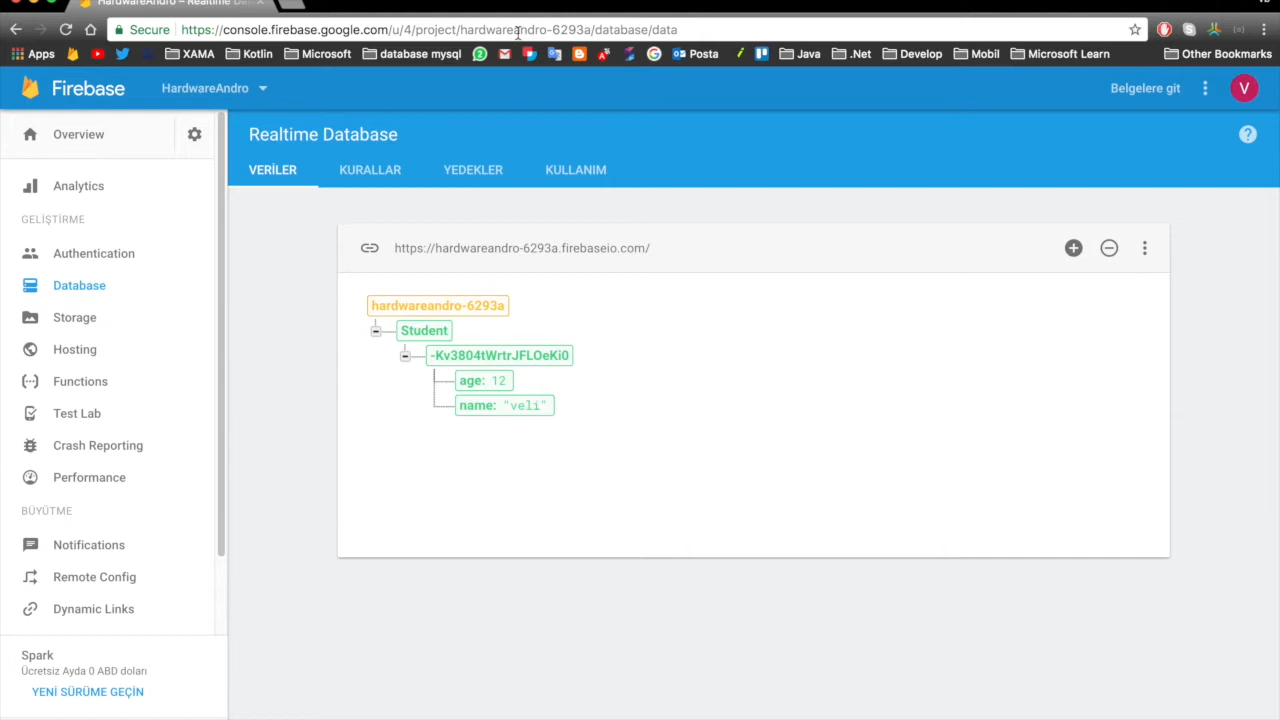 HardwareAndro – Realtime Datab
Secure https://console.firebase.google.com/u/4/project/hardwareandro-6293a/database/data
Apps XAMA Kotlin Microsoft database mysql Posta Java .Net Develop Mobil Microsoft Learn Other Bookmarks
Firebase HardwareAndro Belgelere git V
Overview
Realtime Database
VERİLER KURALLAR YEDEKLER KULLANIM
Analytics
GELİŞTİRME
Authentication
Database
Storage
Hosting
Functions
Test Lab
Crash Reporting
Performance
BÜYÜTME
Notifications
Remote Config
Dynamic Links
Spark
Ücretsiz Ayda 0 ABD doları
YENİ SÜRÜME GEÇİN
https://hardwareandro-6293a.firebaseio.com/
hardwareandro-6293a
Student
-Kv3804tWrtrJFLOeKi0
age: 12
name: "veli"